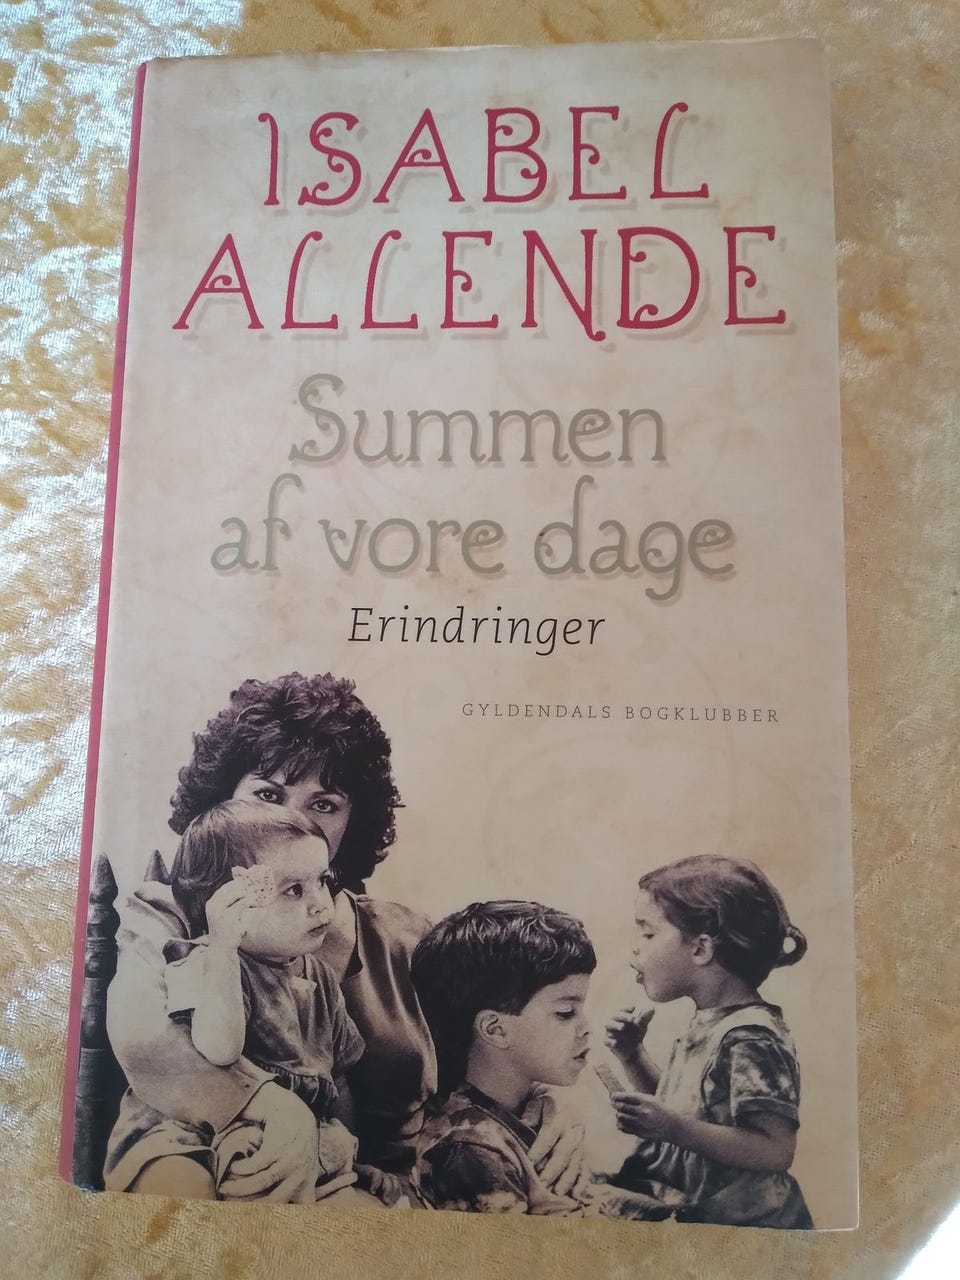 ISABEL
ALLENDE
Summen
af vore dage
Erindringer
GYLDENDALS BOGKLUBBER